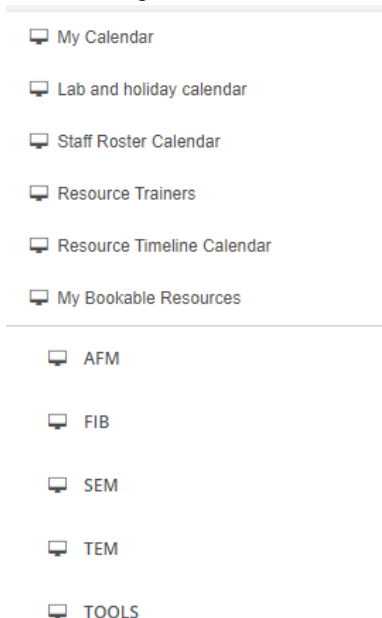 My Calendar
Lab and holiday calendar
Staff Roster Calendar
Resource Trainers
Resource Timeline Calendar
My Bookable Resources
AFM
FIB
SEM
TEM
TOOLS